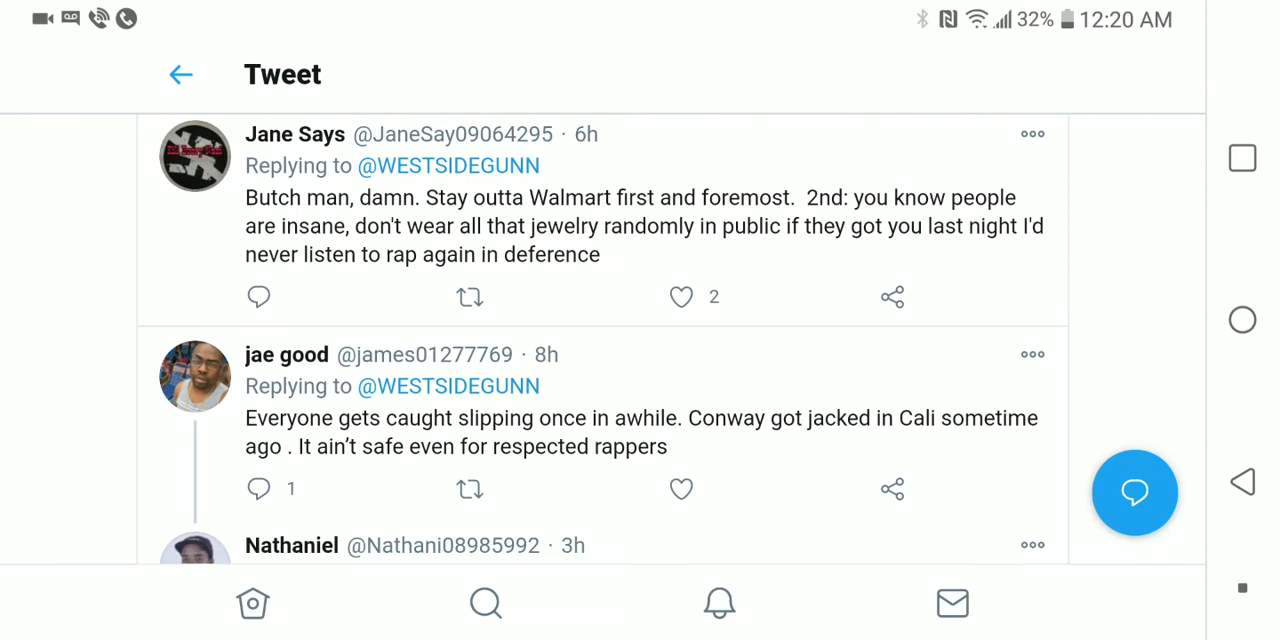 32% 12:20 AM
Tweet
Jane Says @JaneSay09064295 · 6h
Replying to @WESTSIDEGUNN
Butch man, damn. Stay outta Walmart first and foremost.  2nd: you know people
are insane, don't wear all that jewelry randomly in public if they got you last night I'd
never listen to rap again in deference
2
jae good @james01277769 · 8h
Replying to @WESTSIDEGUNN
Everyone gets caught slipping once in awhile. Conway got jacked in Cali sometime
ago . It ain’t safe even for respected rappers
1
Nathaniel @Nathani08985992 · 3h